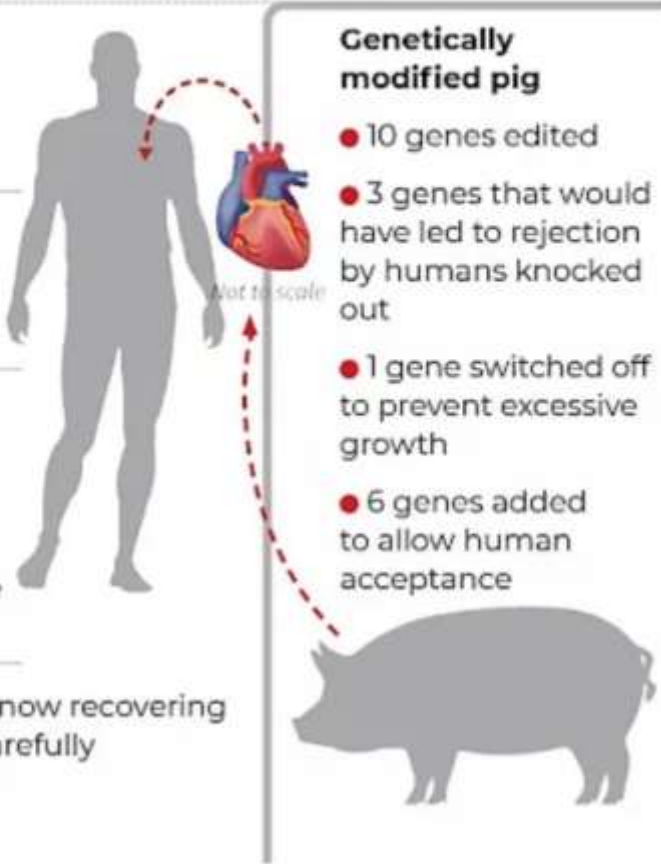 Genetically
modified pig
● 10 genes edited
● 3 genes that would
have led to rejection
by humans knocked
out
● 1 gene switched off
to prevent excessive
growth
● 6 genes added
to allow human
acceptance
Not to scale
now recovering